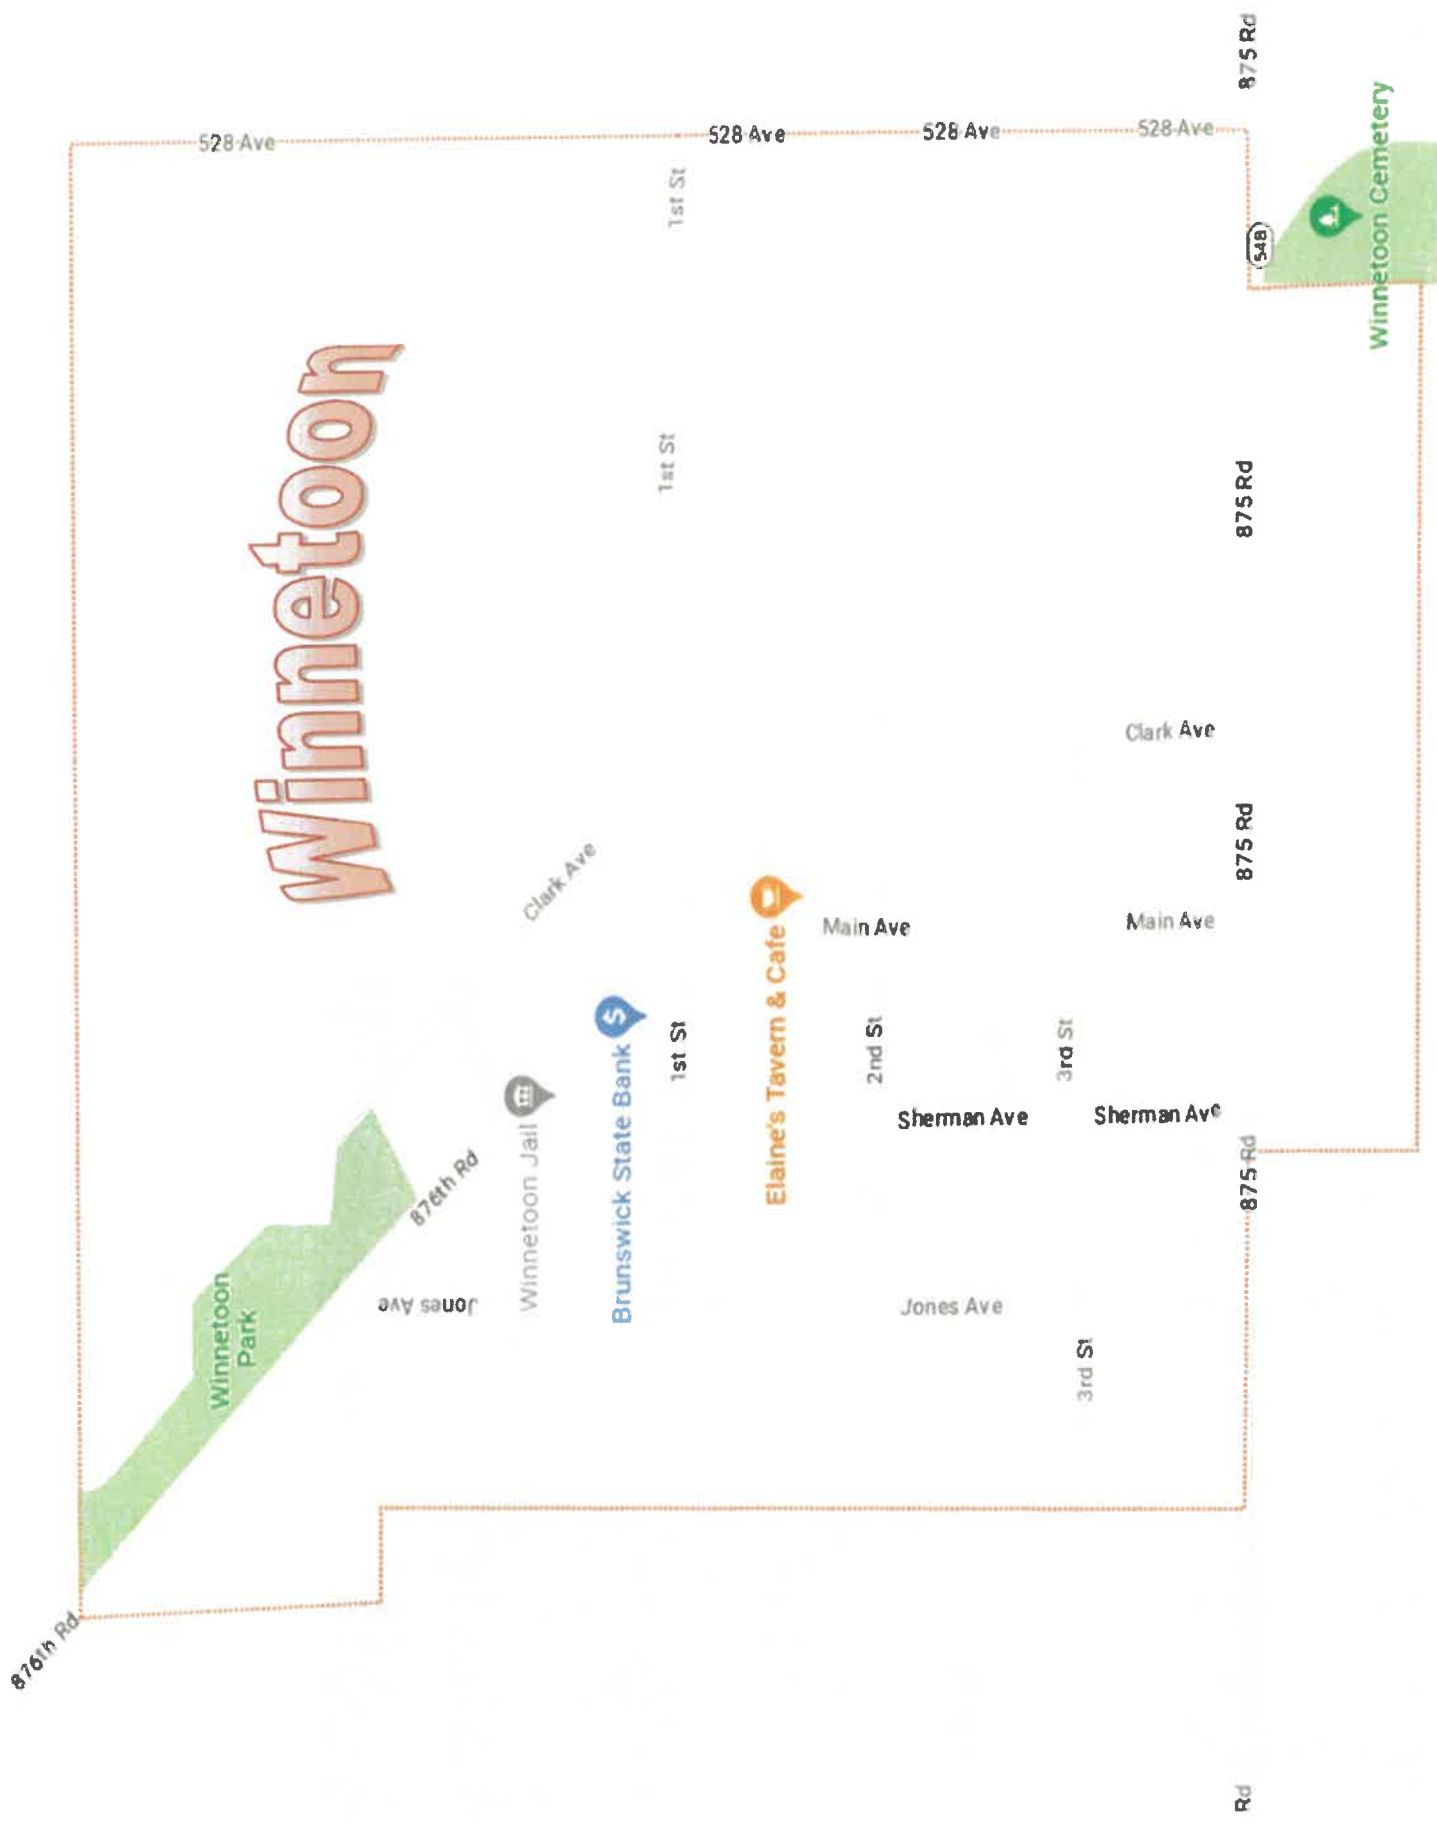 876th Rd
Winnetoon
Park
876th Rd
Jones Ave
Winnetoon Jail
Brunswick State Bank
1st St
Elaine's Tavern & Cafe
Clark Ave
Winnetoon
528 Ave
1st St
1st St
528 Ave
528 Ave
528 Ave
Main Ave
2nd St
3rd St
Main Ave
Clark Ave
Sherman Ave
Sherman Ave
Jones Ave
3rd St
Rd
875 Rd
875 Rd
875 Rd
548
875 Rd
Winnetoon Cemetery